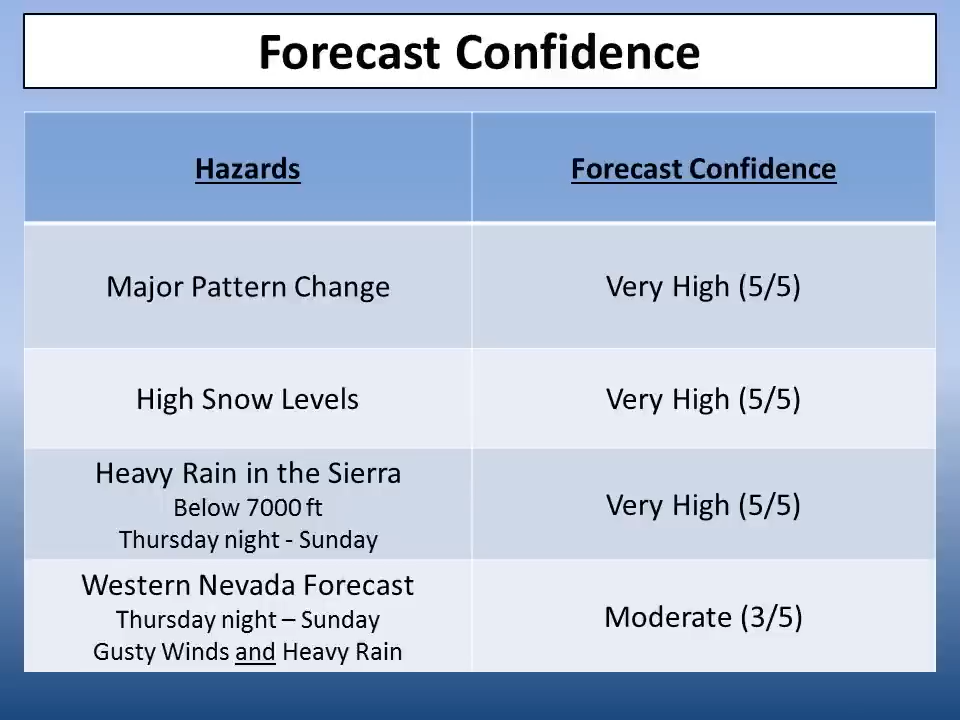 Forecast Confidence
Hazards
Forecast Confidence
Major Pattern Change
Very High (5/5)
High Snow Levels
Very High (5/5)
Heavy Rain in the Sierra
Below 7000 ft
Thursday night - Sunday
Very High (5/5)
Western Nevada Forecast
Thursday night – Sunday
Gusty Winds and Heavy Rain
Moderate (3/5)